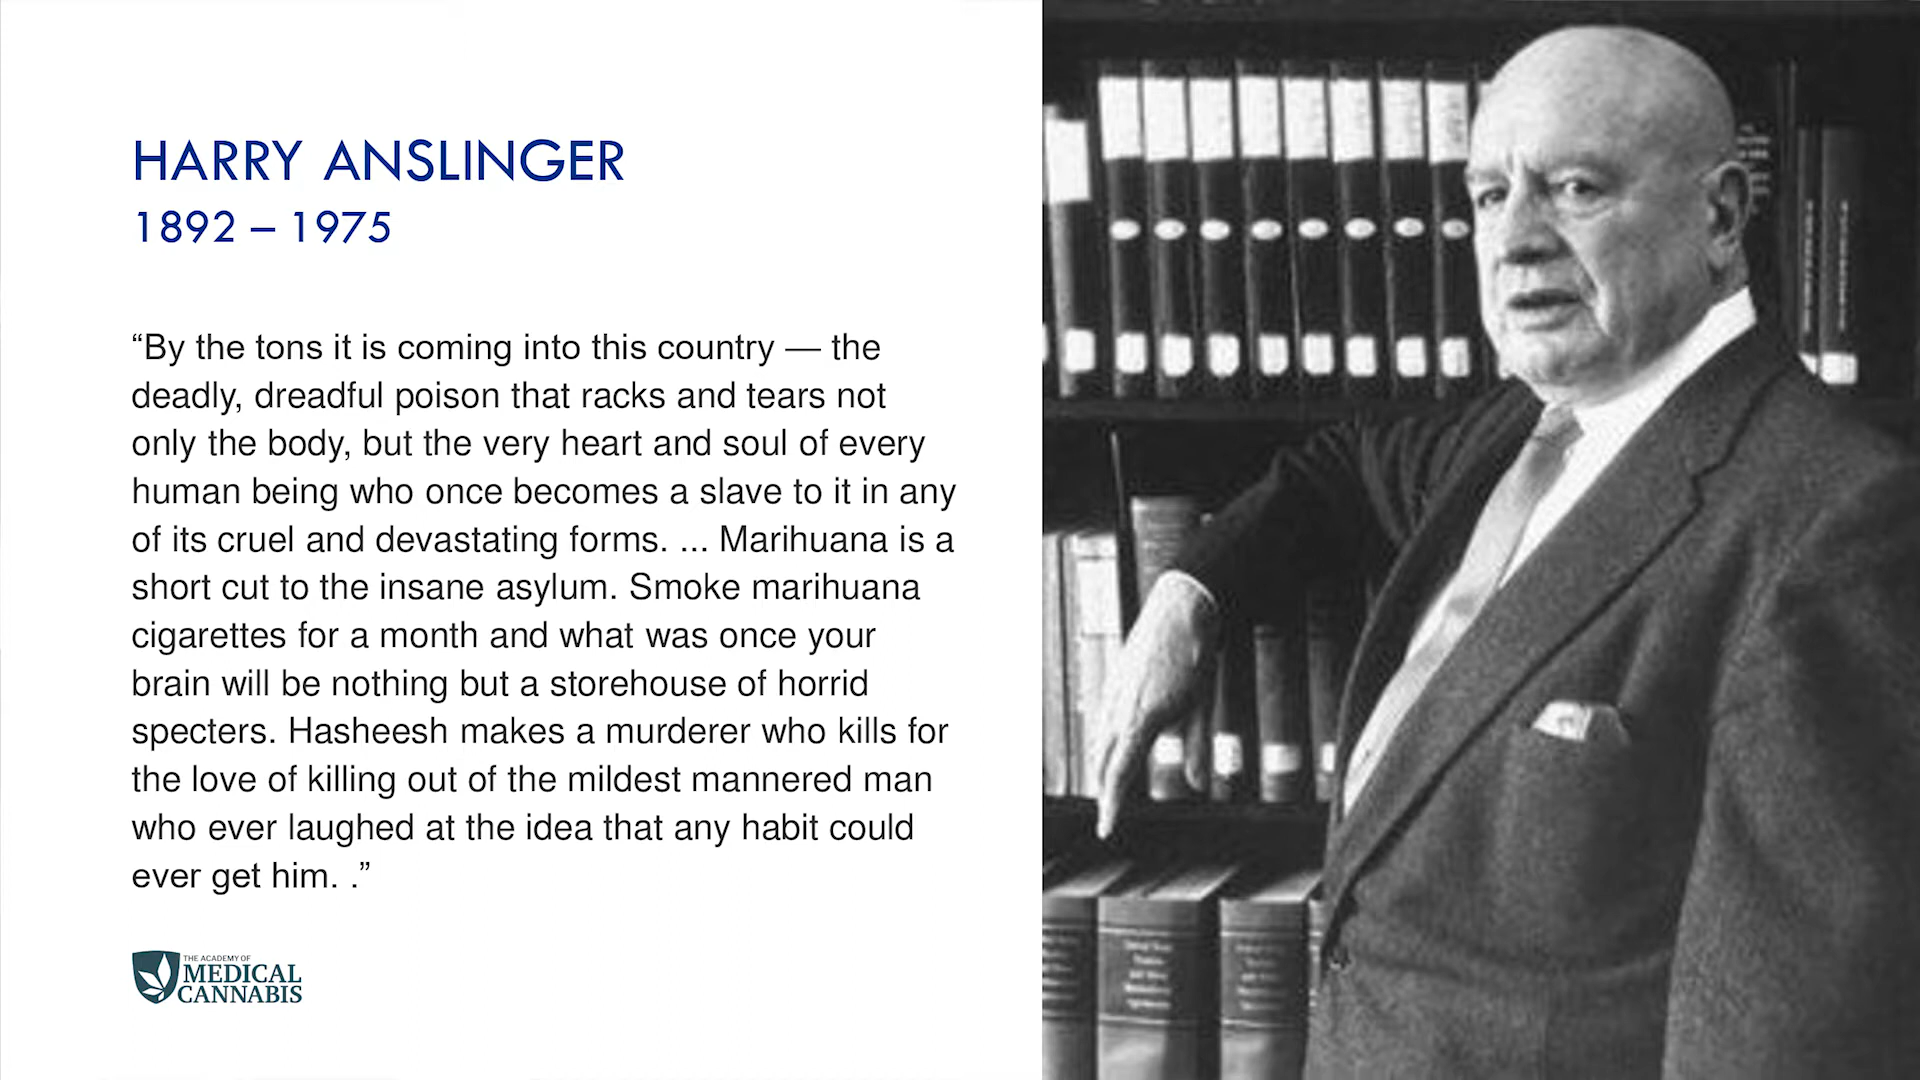 HARRY ANSLINGER
1892 – 1975
“By the tons it is coming into this country — the
deadly, dreadful poison that racks and tears not
only the body, but the very heart and soul of every
human being who once becomes a slave to it in any
of its cruel and devastating forms. ... Marihuana is a
short cut to the insane asylum. Smoke marihuana
cigarettes for a month and what was once your
brain will be nothing but a storehouse of horrid
specters. Hasheesh makes a murderer who kills for
the love of killing out of the mildest mannered man
who ever laughed at the idea that any habit could
ever get him. .”
THE ACADEMY OF
MEDICAL
CANNABIS